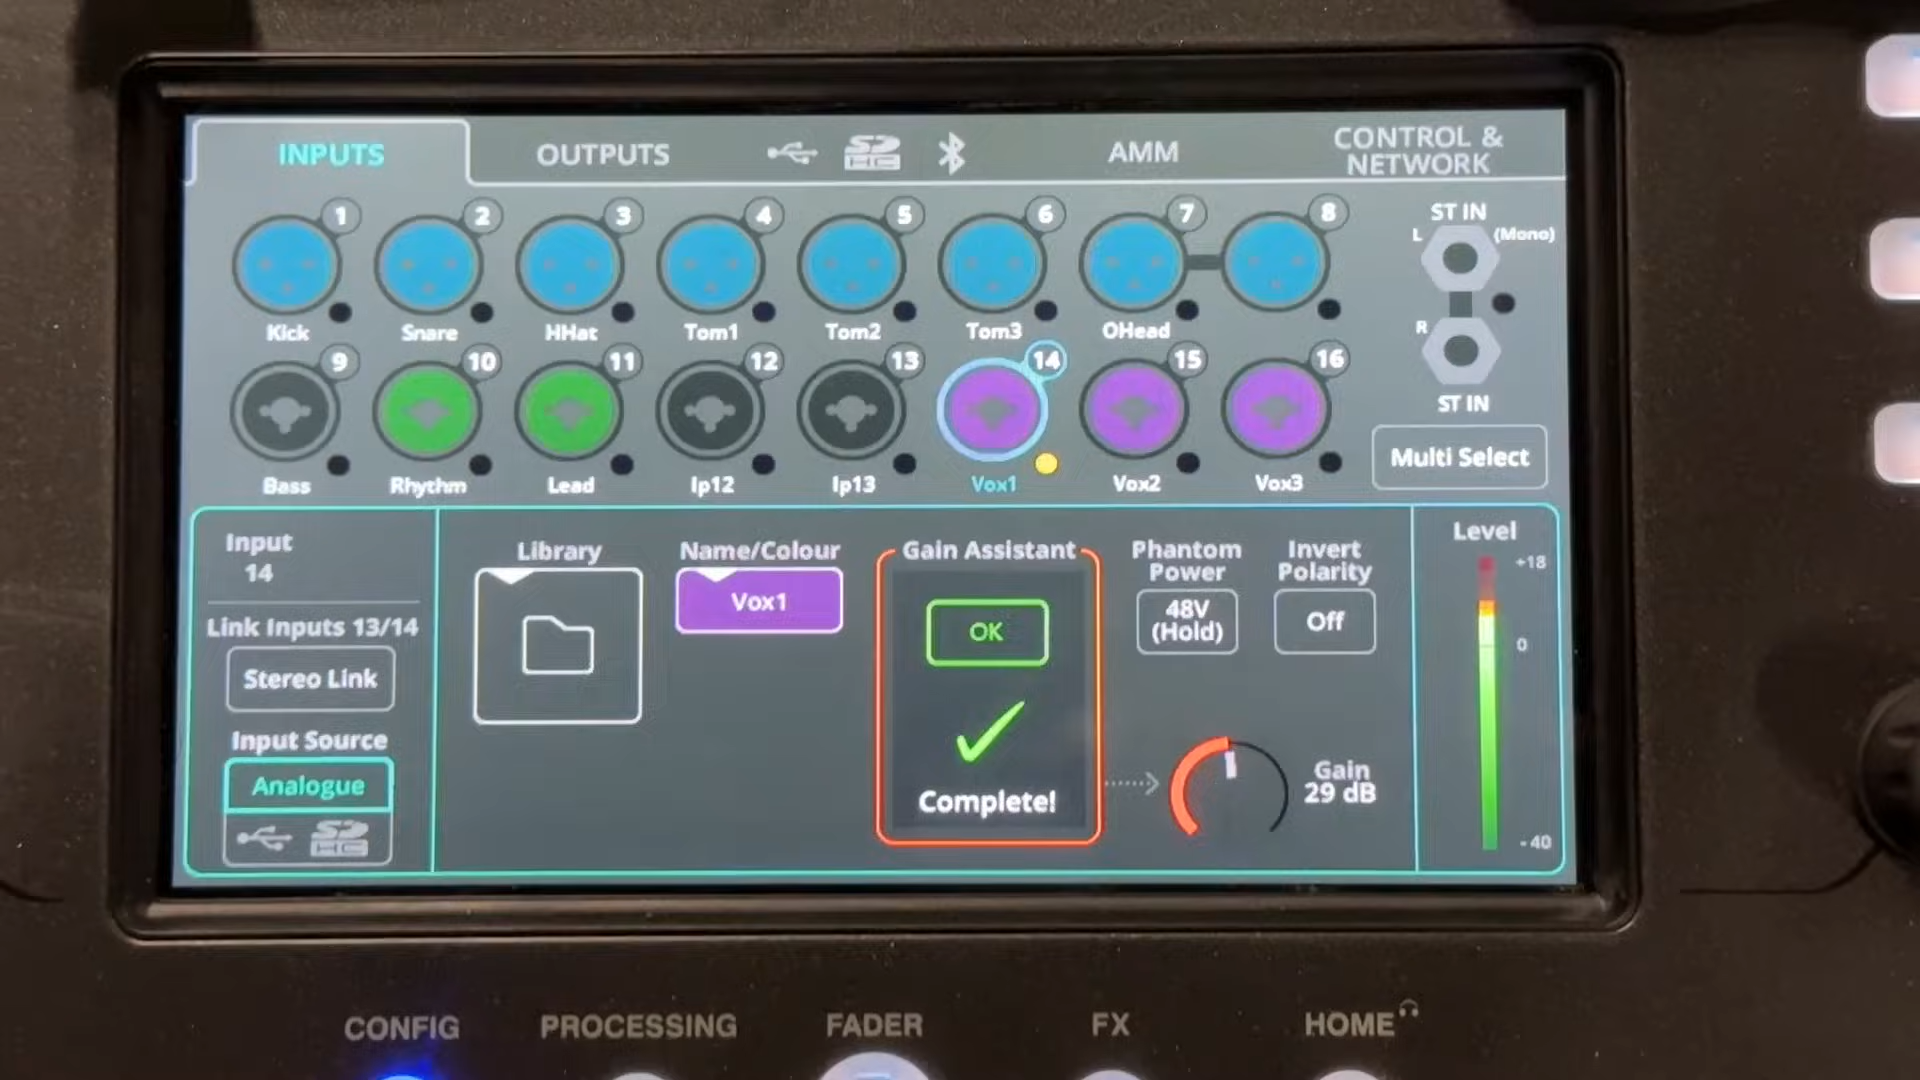 INPUTS
OUTPUTS
AMM
CONTROL &
NETWORK
1
2
3
4
5
6
7
8
ST IN
L
(Mono)
Kick
Snare
HHat
Tom1
Tom2
Tom3
OHead
R
9
10
11
12
13
14
15
16
ST IN
Bass
Rhythm
Lead
Ip12
Ip13
Vox1
Vox2
Vox3
Multi Select
Input
14
Link Inputs 13/14
Stereo Link
Input Source
Analogue
SD
HC
Library
Name/Colour
Vox1
Gain Assistant
OK
Complete!
Phantom
Power
48V
(Hold)
Invert
Polarity
Off
Gain
29 dB
Level
+18
0
-40
CONFIG
PROCESSING
FADER
FX
HOME